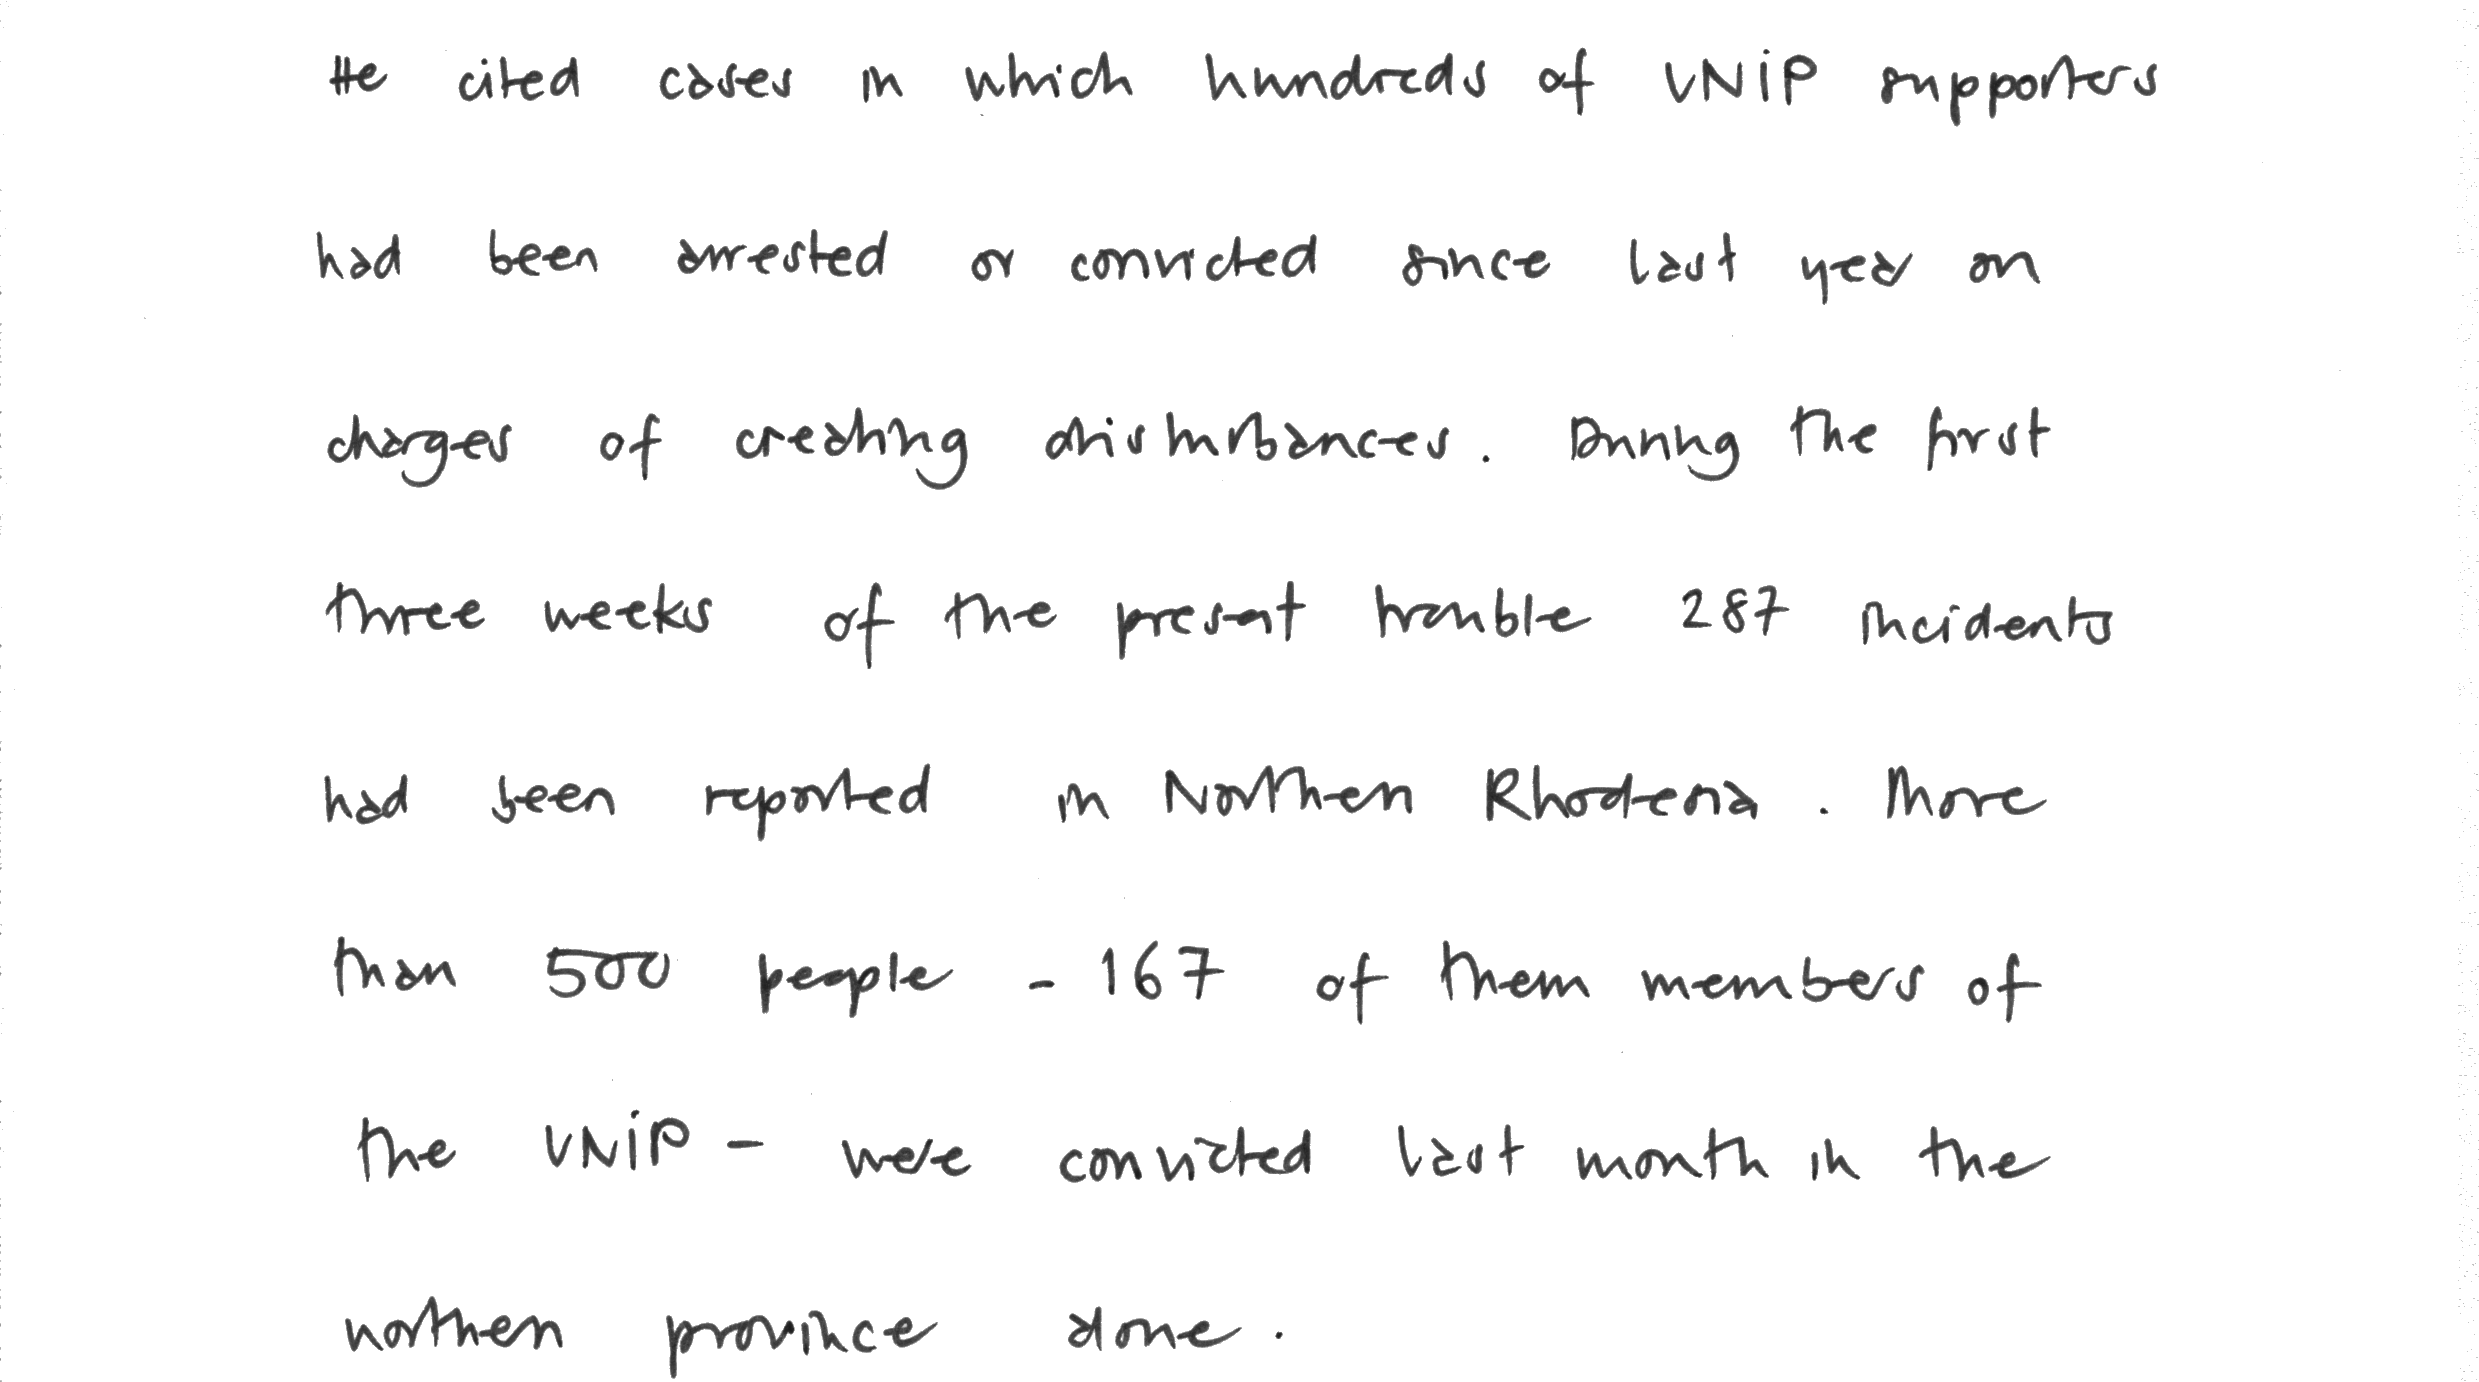 He cited cases in which hundreds of UNIP supporters
had been arrested or convicted since last year on
charges of creating disturbances. During the first
three weeks of the present trouble 287 incidents
had been reported in Northen Rhodesia. More
than 500 people - 167 of them members of
the UNIP - were convicted last month in the
northen province alone.